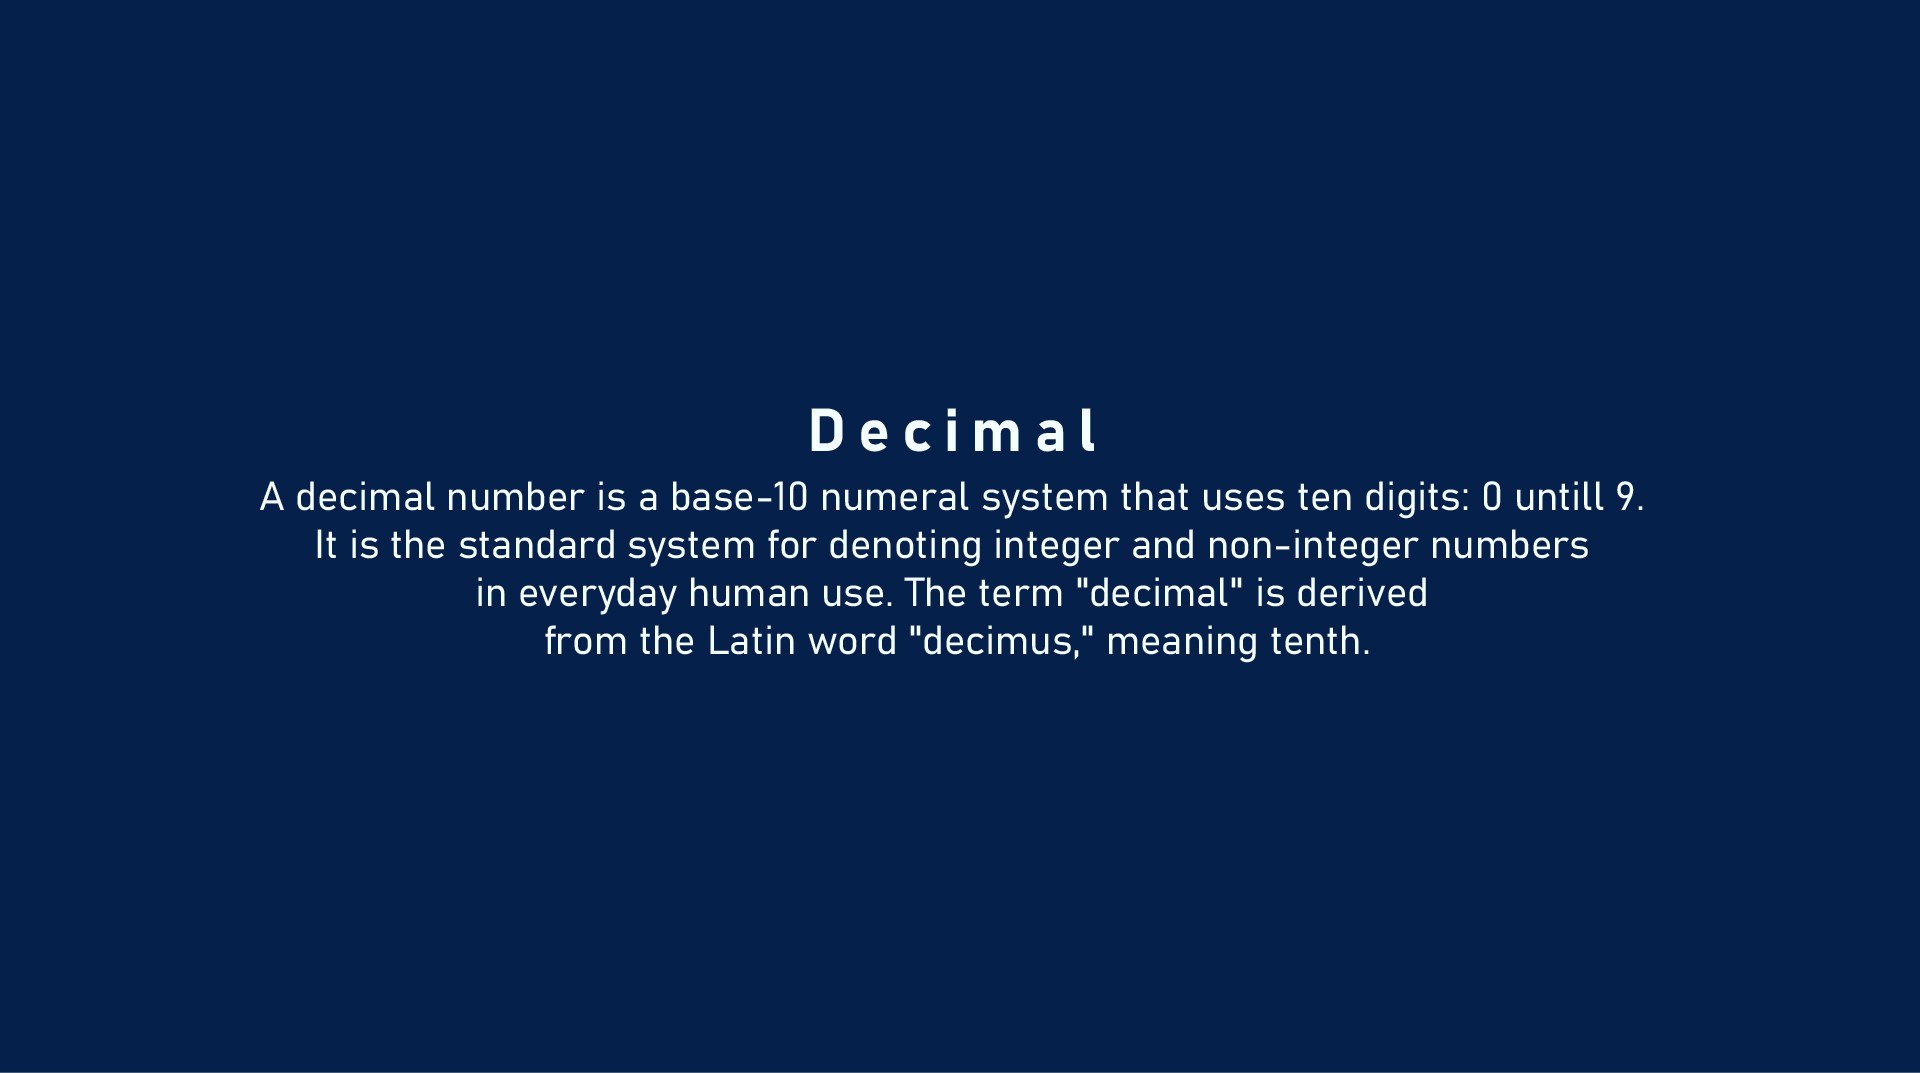 Decimal
A decimal number is a base-10 numeral system that uses ten digits: 0 untill 9.
It is the standard system for denoting integer and non-integer numbers
in everyday human use. The term "decimal" is derived
from the Latin word "decimus," meaning tenth.